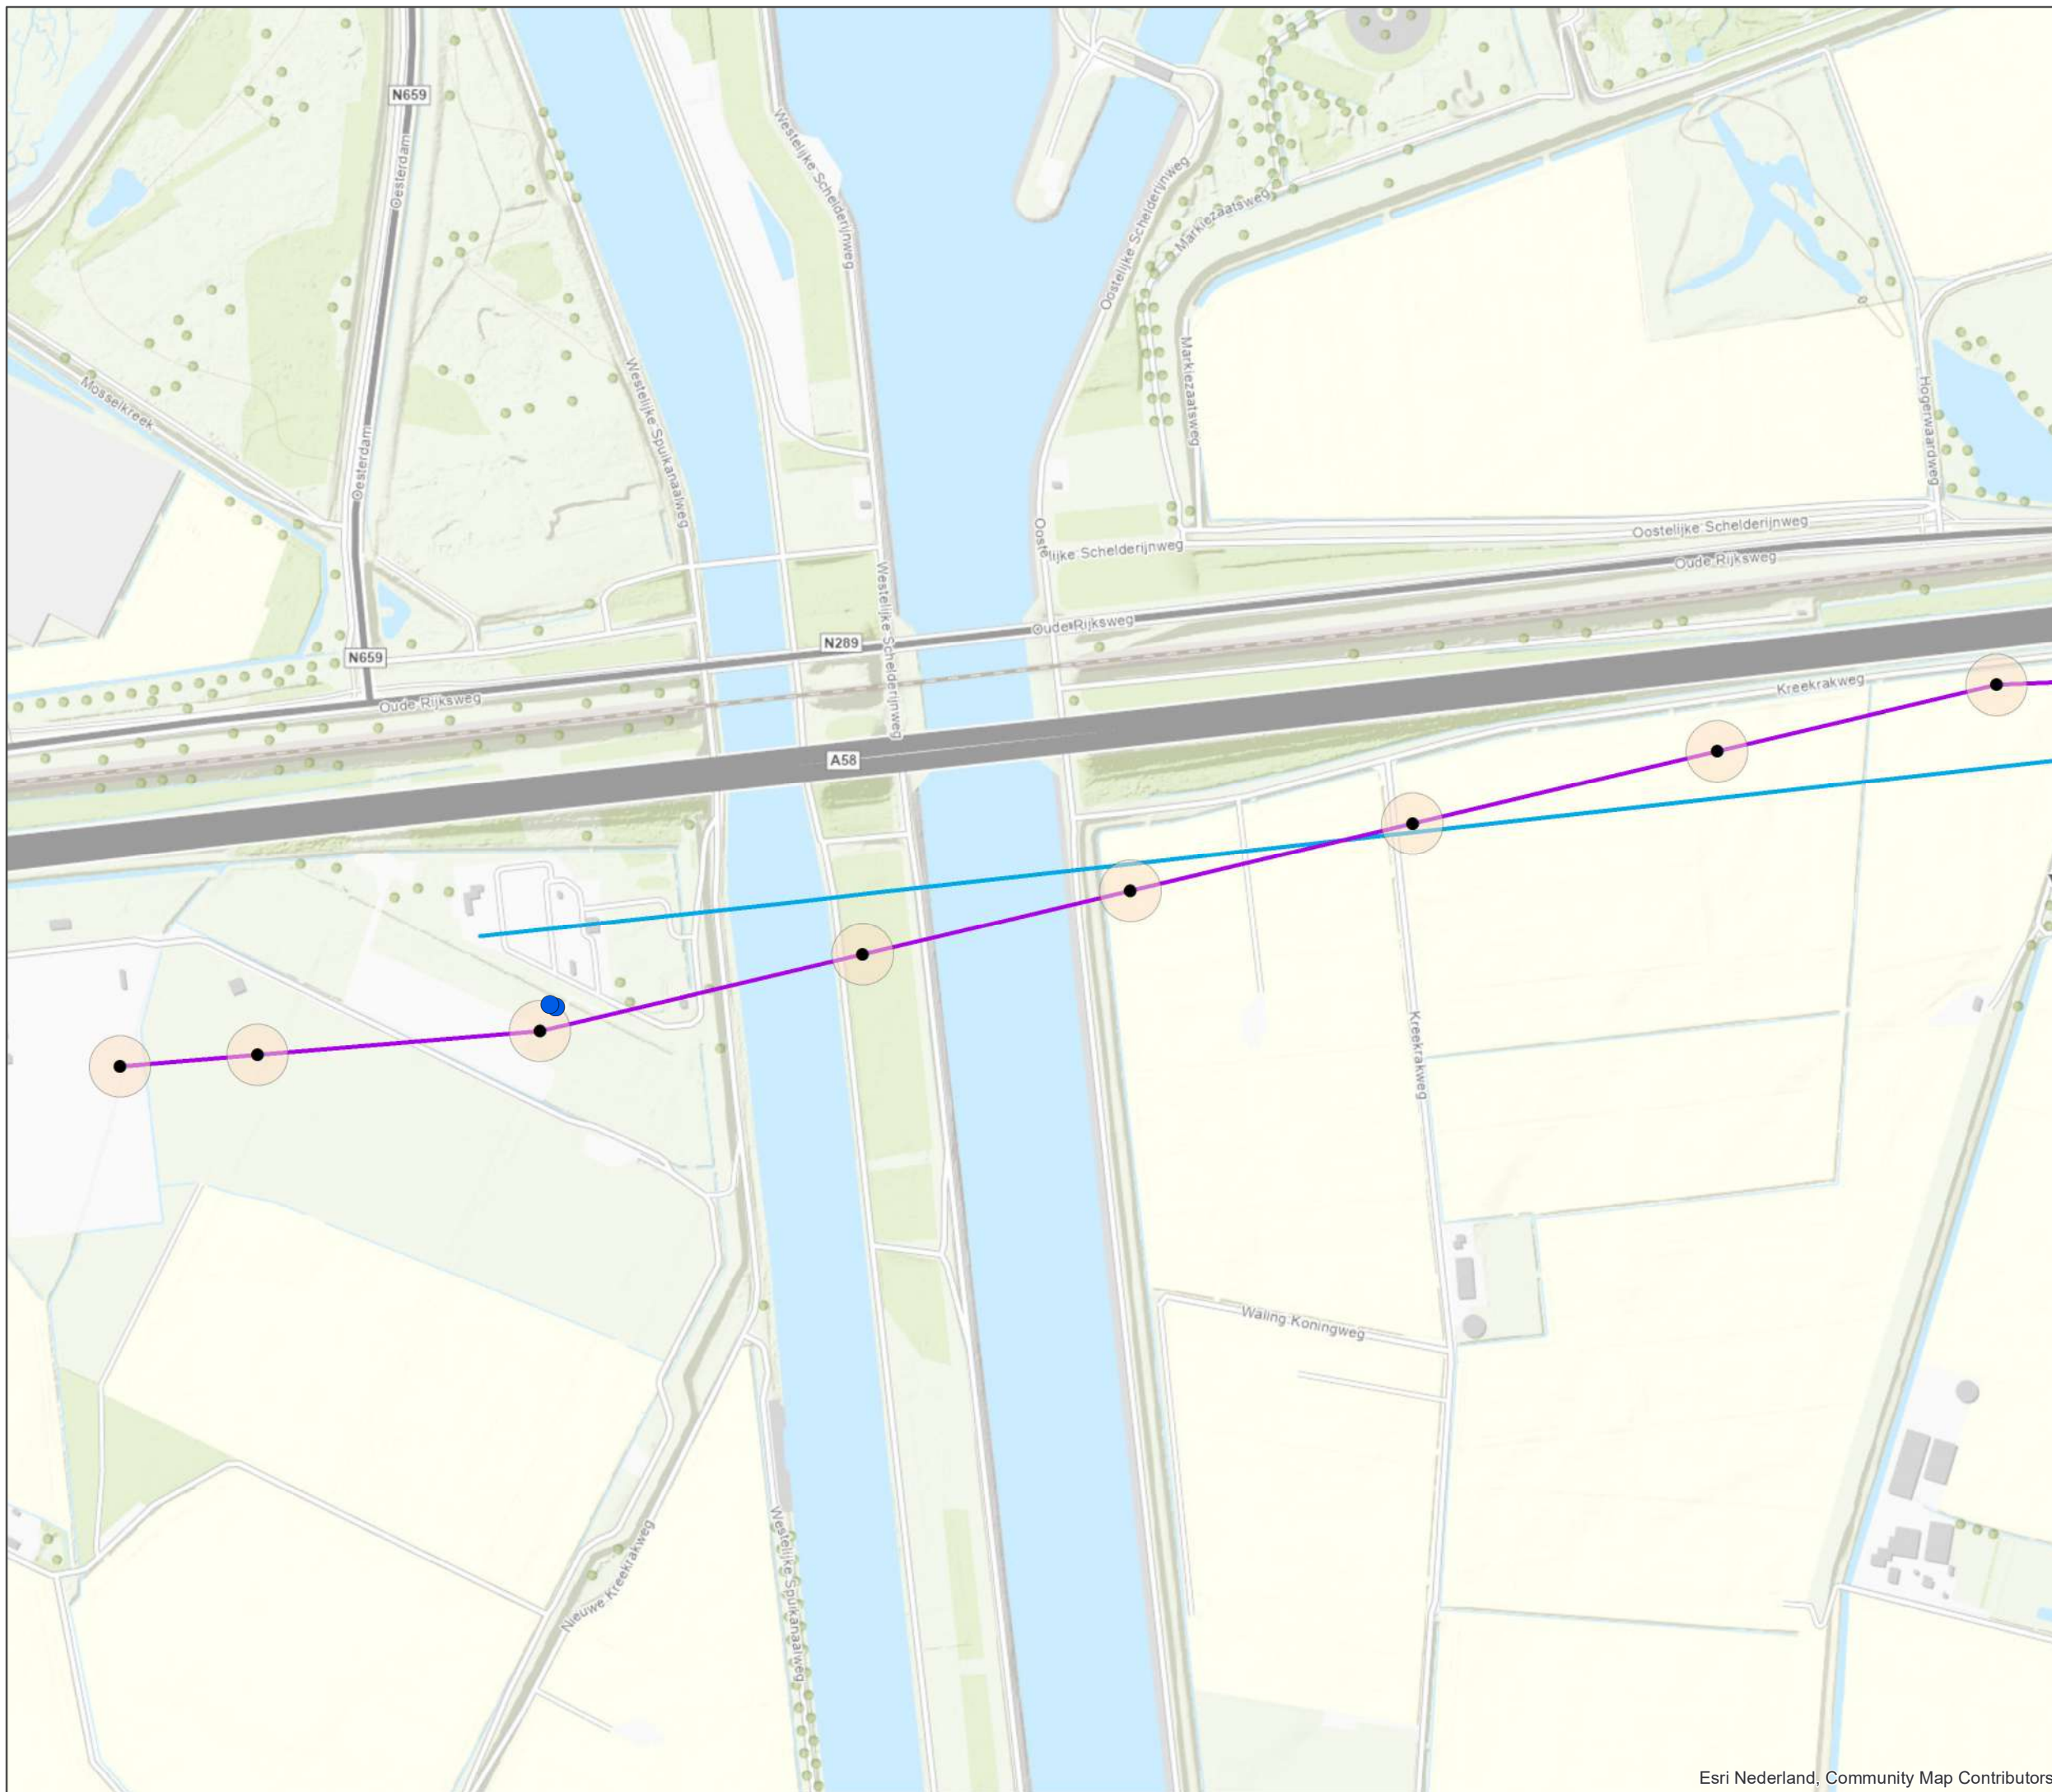 N659
Oesterdam
Westelijke Schelderijnweg
Oostelijke Schelderijnweg
Markiezaatsweg
Markiezaatsweg
Hogerwaardweg
Mosselkreek
Oesterdam
Westelijke Spuikanaalweg
Oostelijke Schelderijnweg
Oostelijke Schelderijnweg
Oude Rijksweg
Westelijke Schelderijnweg
Oude Rijksweg
N289
N659
Oude Rijksweg
Kreekrakweg
A58
Kreekrakweg
Waling Koningweg
Nieuwe Kreekrakweg
Westelijke Spuikanaalweg
Esri Nederland, Community Map Contributors